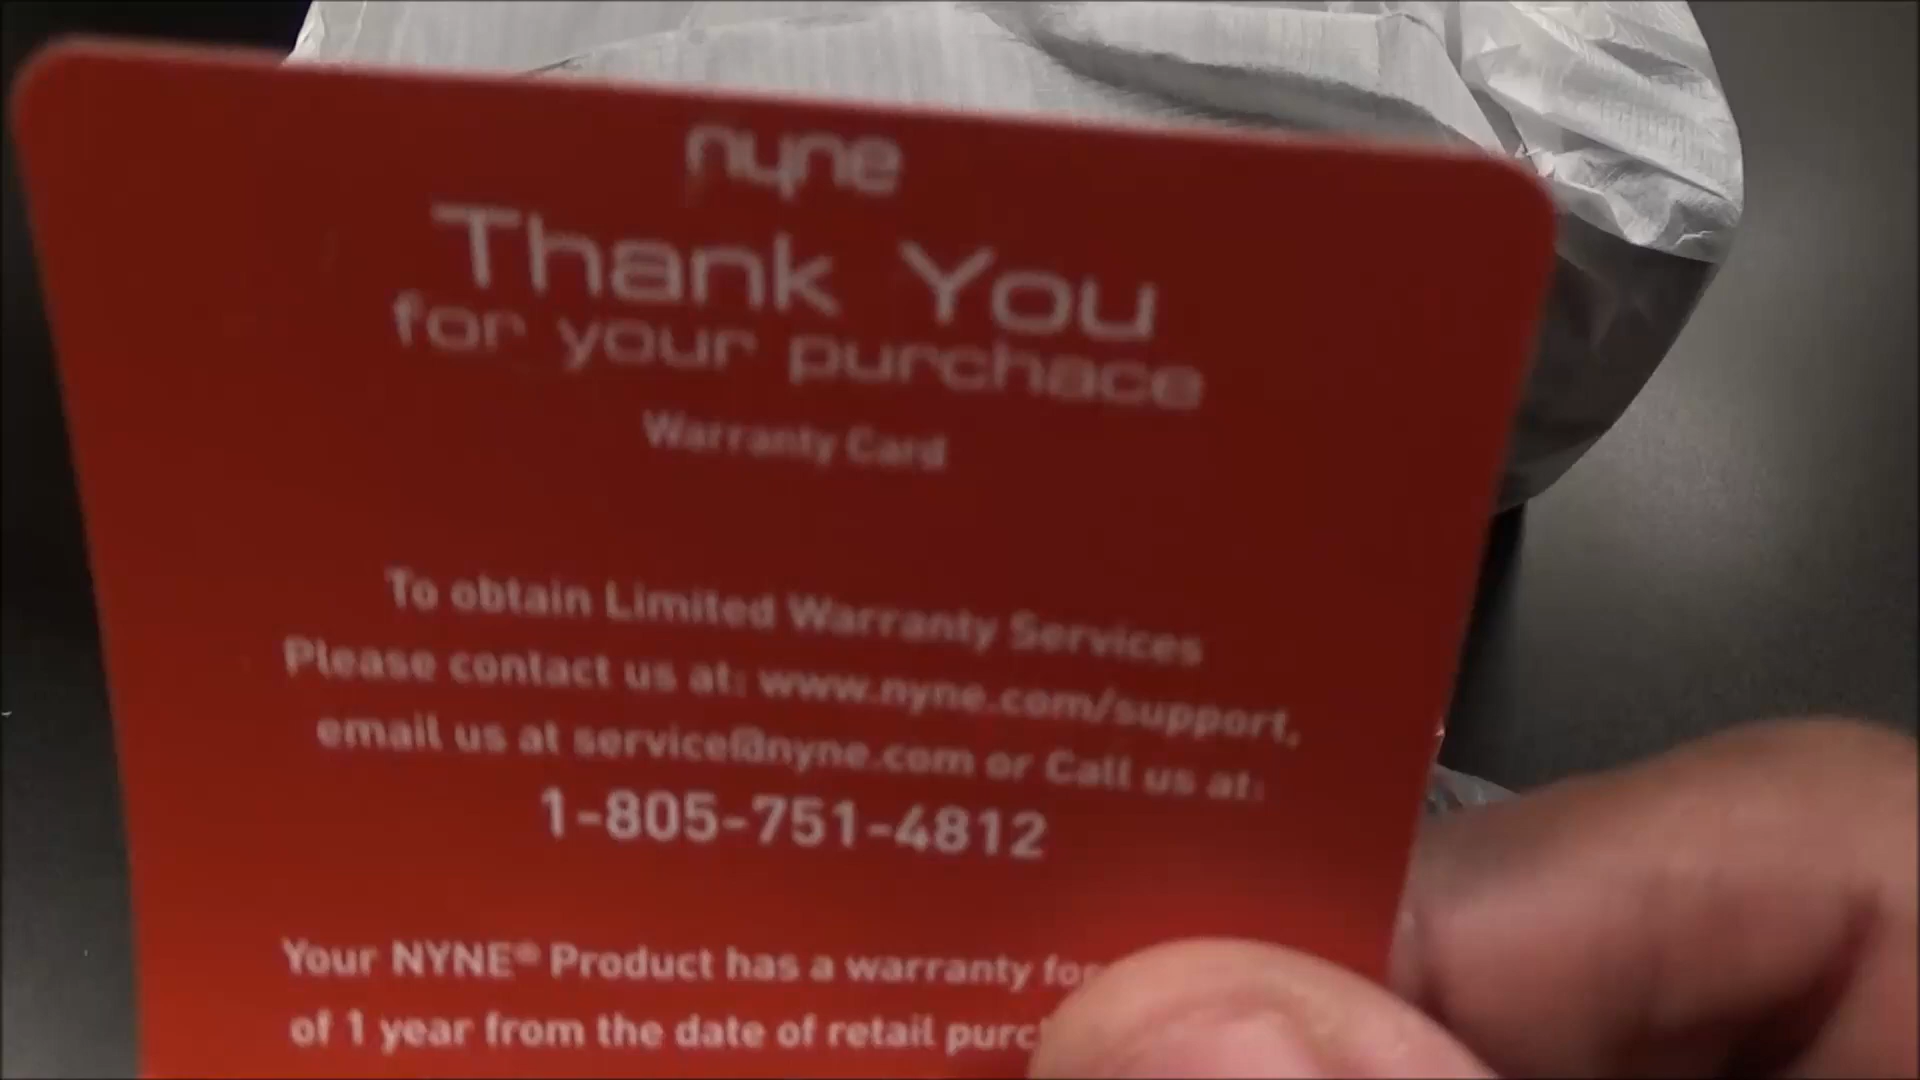 nyne
Thank You
for your purchace
Warranty Card
To obtain Limited Warranty Services
Please contact us at: www.nyne.com/support,
email us at service@nyne.com or Call us at:
1-805-751-4812
Your NYNE® Product has a warranty for
of 1 year from the date of retail